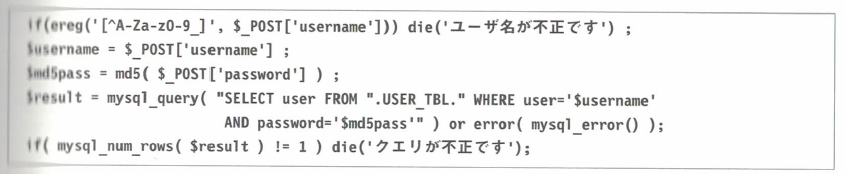 if(ereg('[^A-Za-z0-9_]', $_POST['username'])) die('ユーザ名が不正です') ;
$username = $_POST['username'] ;
$md5pass = md5( $_POST['password'] ) ;
$result = mysql_query( "SELECT user FROM ".USER_TBL." WHERE user='$username'
AND password='$md5pass'" ) or error( mysql_error() );
if( mysql_num_rows( $result ) != 1 ) die('クエリが不正です');